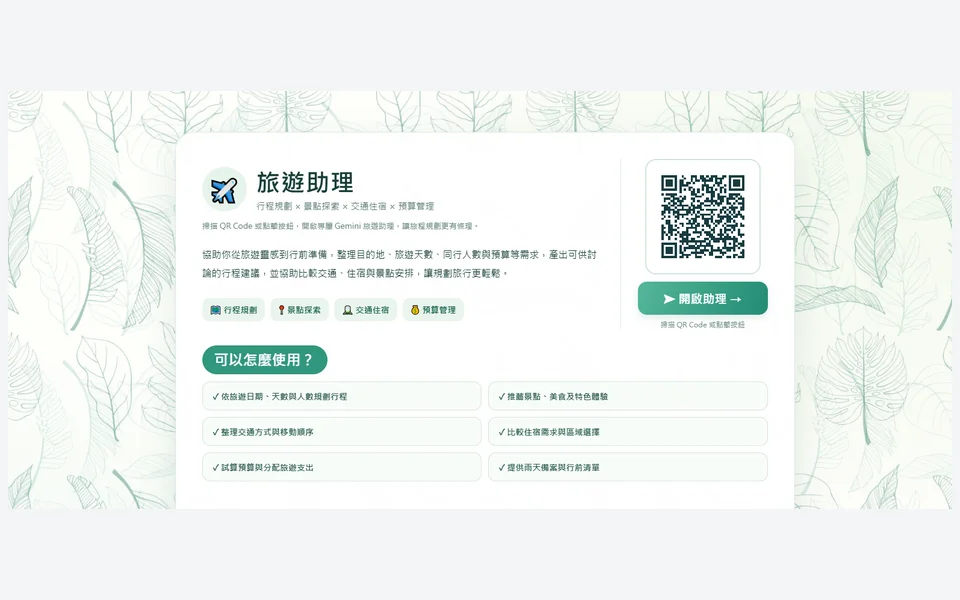 旅遊助理
行程規劃 × 景點探索 × 交通住宿 × 預算管理
掃描 QR Code 或點擊按鈕，開啟專屬 Gemini 旅遊助理，讓旅程規劃更有條理。
協助你從旅遊靈感到行前準備，整理目的地、旅遊天數、同行人數與預算等需求，產出可供討
論的行程建議，並協助比較交通、住宿與景點安排，讓規劃旅行更輕鬆。
行程規劃 景點探索 交通住宿 預算管理
➤ 開啟助理 →
掃描 QR Code 或點擊按鈕
可以怎麼使用？
✓ 依旅遊日期、天數與人數規劃行程
✓ 推薦景點、美食及特色體驗
✓ 整理交通方式與移動順序
✓ 比較住宿需求與區域選擇
✓ 試算預算與分配旅遊支出
✓ 提供雨天備案與行前清單